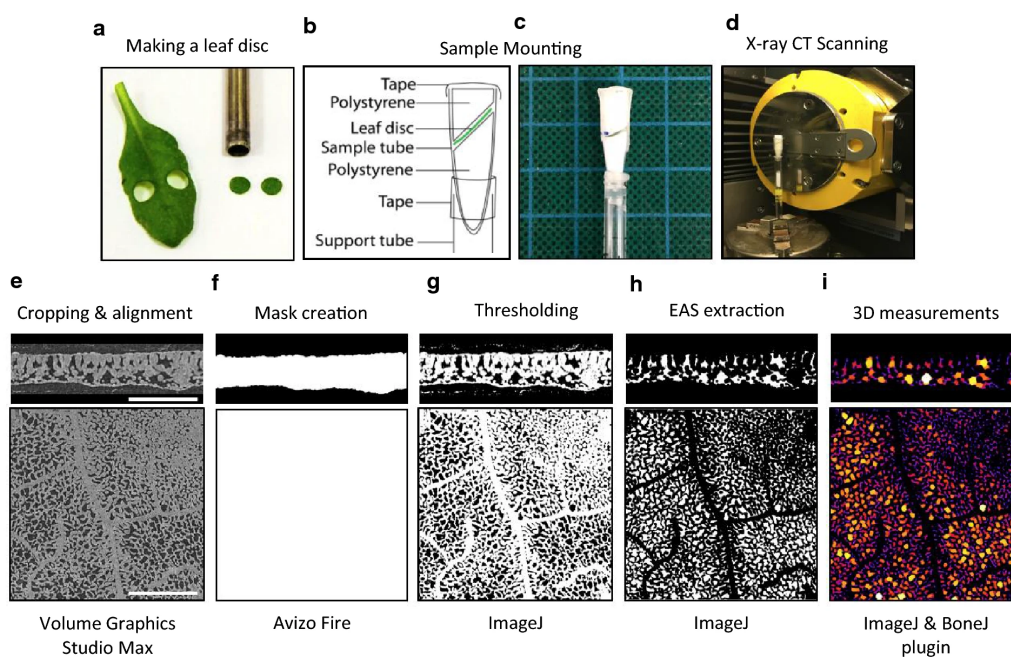 a
Making a leaf disc
b
c
Sample Mounting
d
X-ray CT Scanning
Tape
Polystyrene
Leaf disc
Sample tube
Polystyrene
Tape
Support tube
e
Cropping & alignment
f
Mask creation
g
Thresholding
h
EAS extraction
i
3D measurements
Volume Graphics
Studio Max
Avizo Fire
ImageJ
ImageJ
ImageJ & BoneJ
plugin